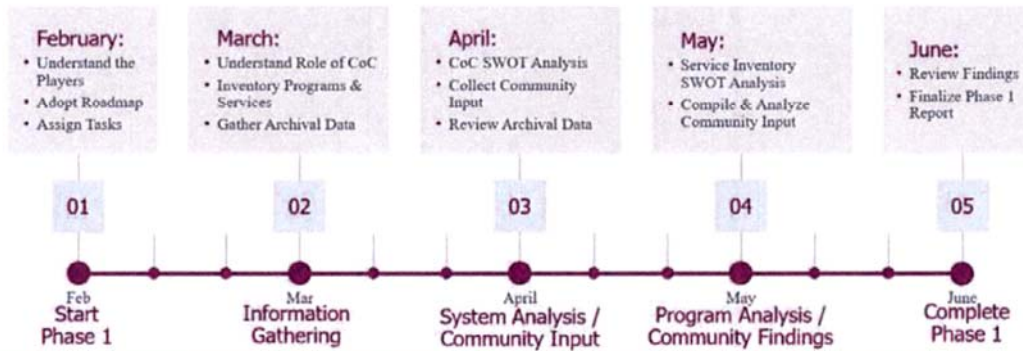 February:
• Understand the
Players
• Adopt Roadmap
• Assign Tasks
March:
• Understand Role of CoC
• Inventory Programs &
Services
• Gather Archival Data
April:
• CoC SWOT Analysis
• Collect Community
Input
• Review Archival Data
May:
• Service Inventory
SWOT Analysis
• Compile & Analyze
Community Input
June:
• Review Findings
• Finalize Phase 1
Report
01
02
03
04
05
Feb
Start
Phase 1
Mar
Information
Gathering
April
System Analysis /
Community Input
May
Program Analysis /
Community Findings
June
Complete
Phase 1